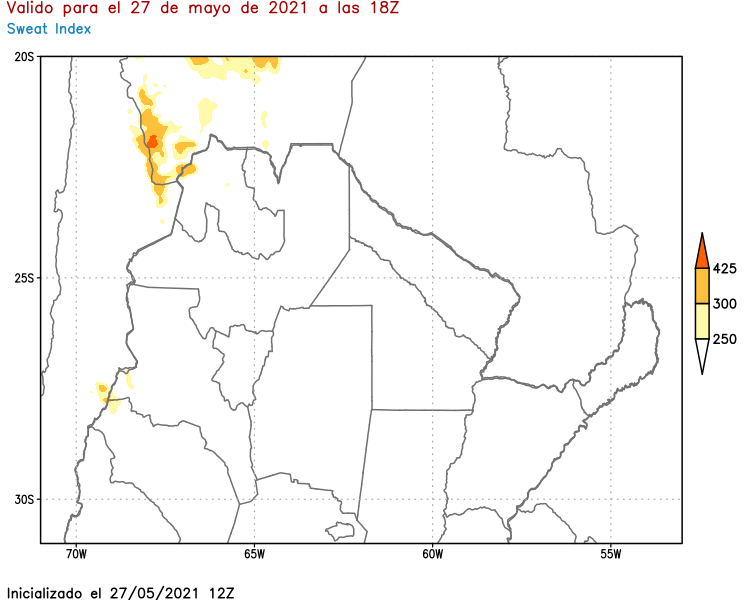 Valido para el 27 de mayo de 2021 a las 18Z
Sweat Index
20S
25S
30S
70W
65W
60W
55W
425
300
250
Inicializado el 27/05/2021 12Z